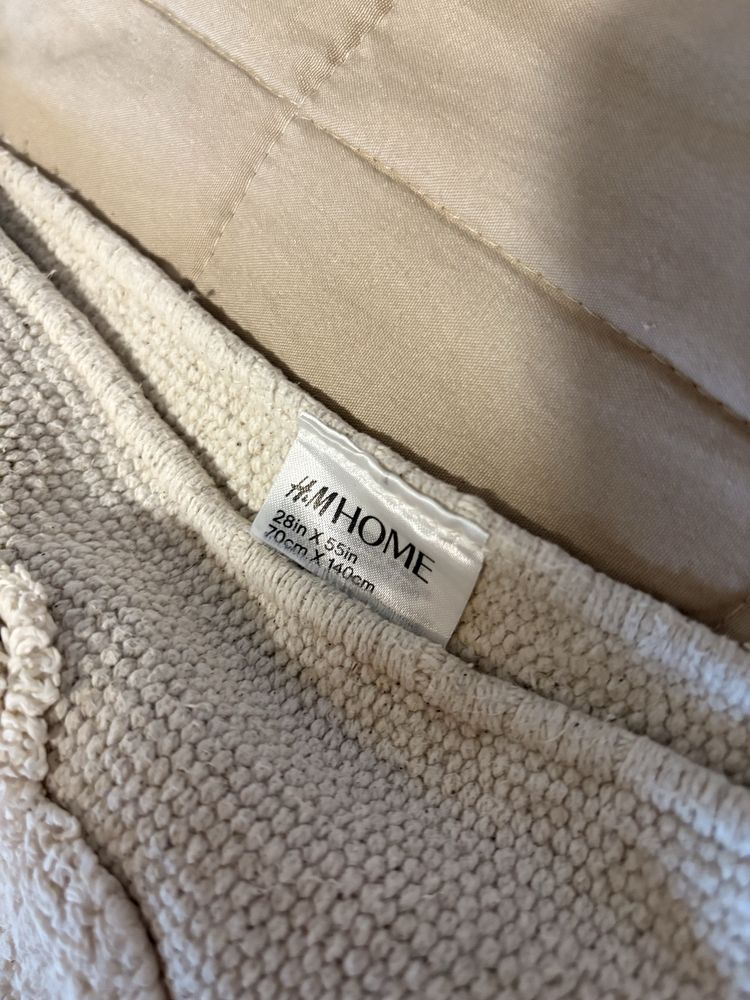 H&M HOME
28in X 55in
70cm X 140cm